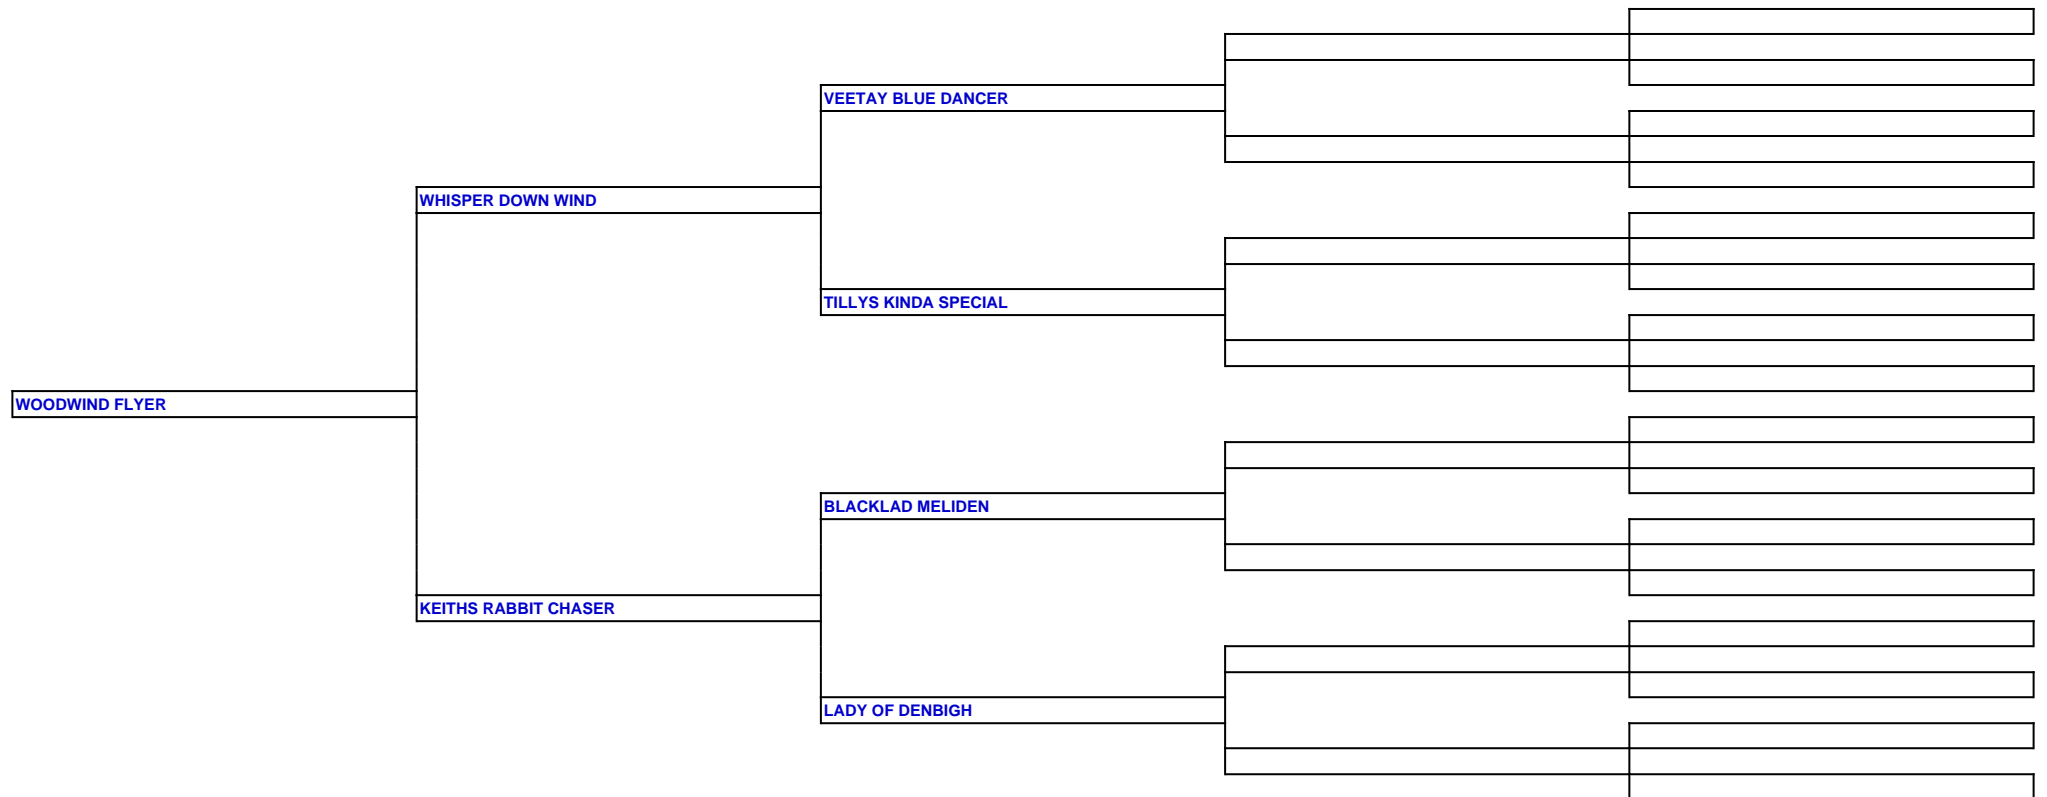 VEETAY BLUE DANCER
WHISPER DOWN WIND
TILLYS KINDA SPECIAL
WOODWIND FLYER
BLACKLAD MELIDEN
KEITHS RABBIT CHASER
LADY OF DENBIGH